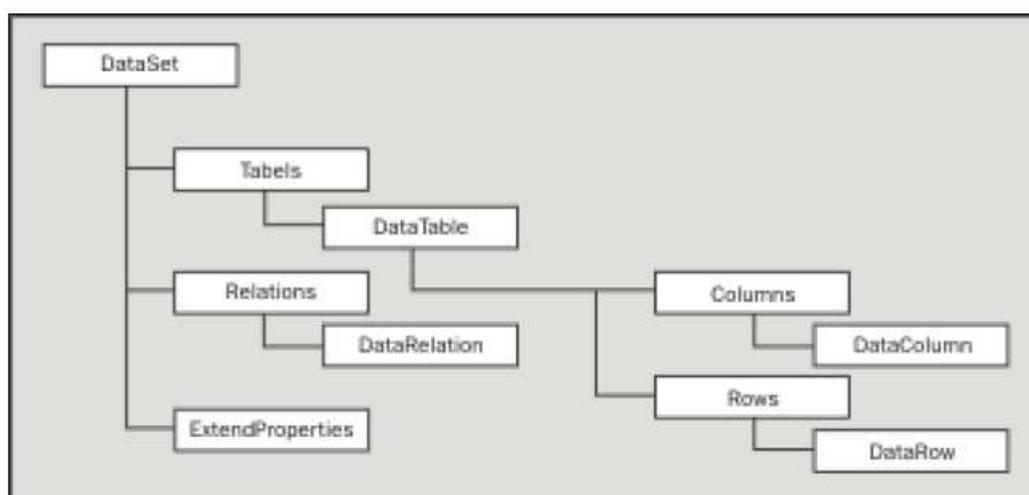 DataSet
Tabels
DataTable
Relations
Columns
DataRelation
DataColumn
Rows
ExtendProperties
DataRow